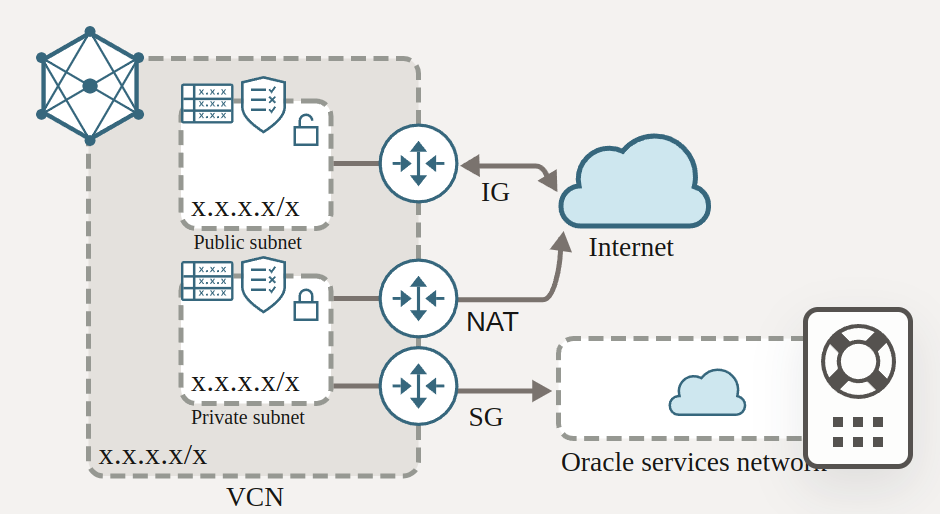 x.x.x
x.x.x
x.x.x
x.x.x.x/x
Public subnet
x.x.x
x.x.x
x.x.x
x.x.x.x/x
Private subnet
x.x.x.x/x
VCN
IG
Internet
NAT
SG
Oracle services network